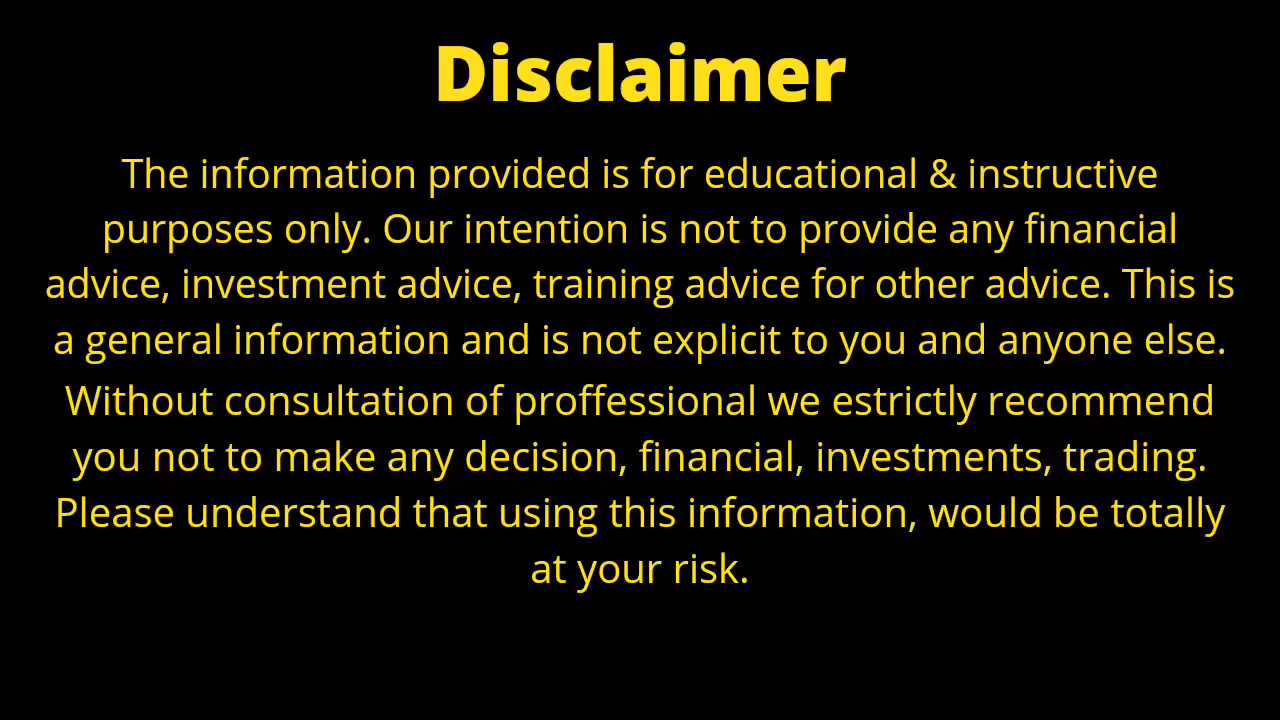 Disclaimer
The information provided is for educational & instructive
purposes only. Our intention is not to provide any financial
advice, investment advice, training advice for other advice. This is
a general information and is not explicit to you and anyone else.
Without consultation of proffessional we estrictly recommend
you not to make any decision, financial, investments, trading.
Please understand that using this information, would be totally
at your risk.